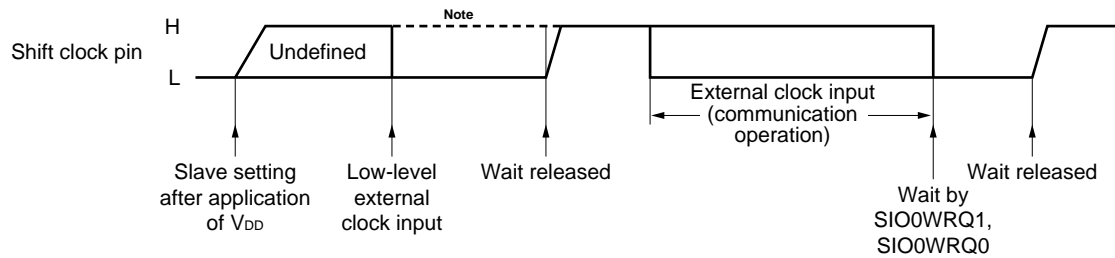 Note
H
Shift clock pin
Undefined
L
External clock input
(communication
operation)
Slave setting
after application
of VDD
Low-level
external
clock input
Wait released
Wait by
SIO0WRQ1,
SIO0WRQ0
Wait released